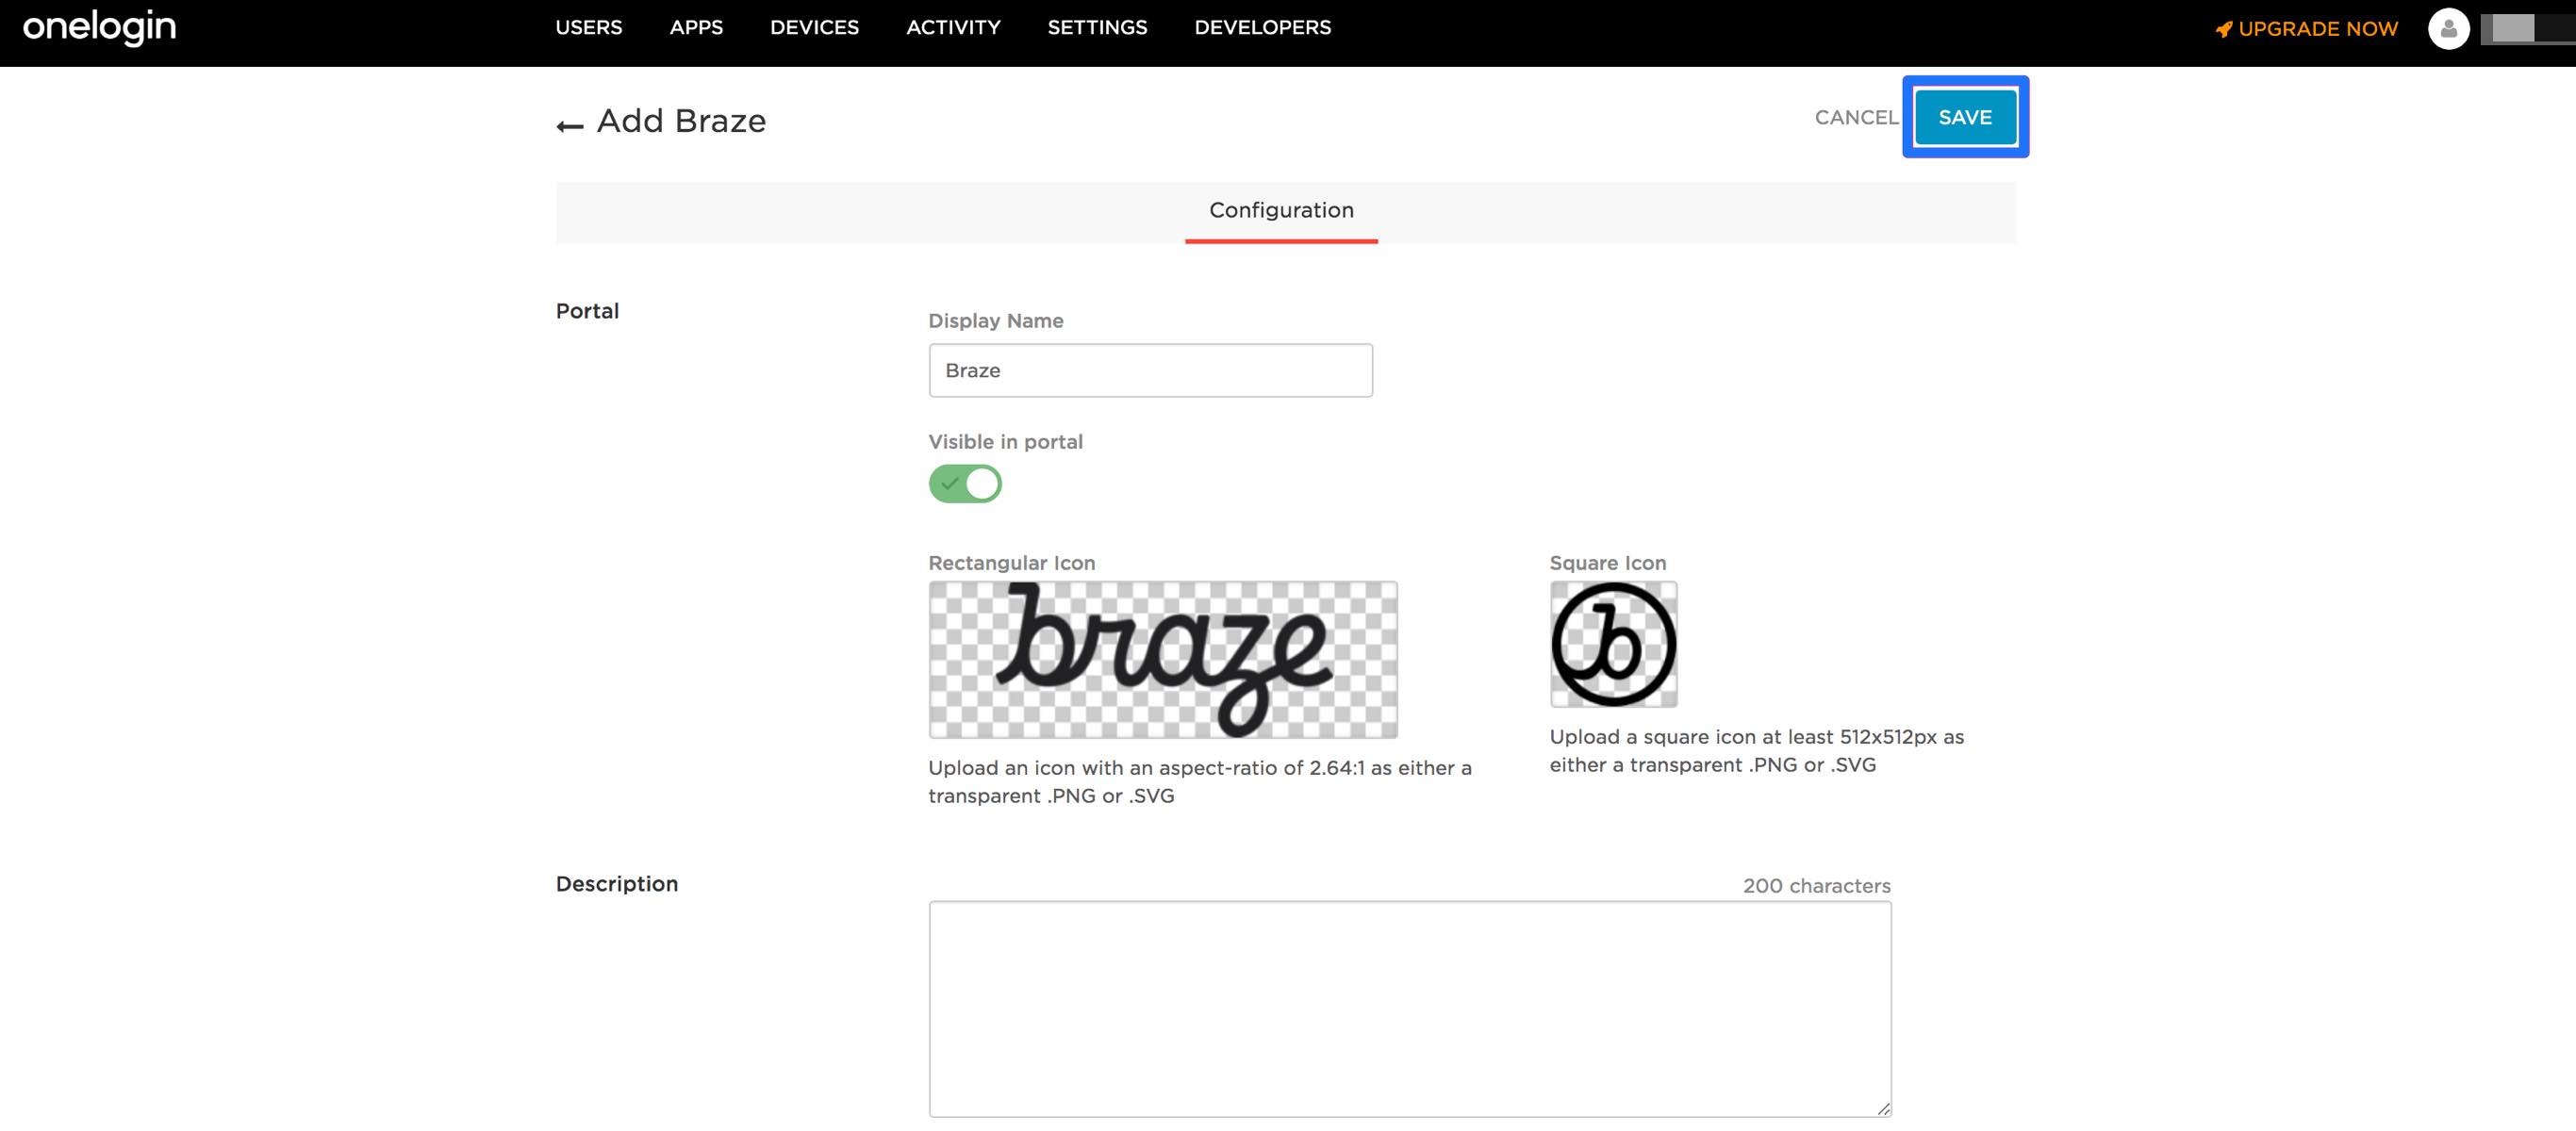 onelogin
USERS APPS DEVICES ACTIVITY SETTINGS DEVELOPERS
UPGRADE NOW
Add Braze
CANCEL SAVE
Configuration
Portal
Display Name
Braze
Visible in portal
Rectangular Icon
braze
Upload an icon with an aspect-ratio of 2.64:1 as either a
transparent .PNG or .SVG
Square Icon
b
Upload a square icon at least 512x512px as
either a transparent .PNG or .SVG
Description
200 characters